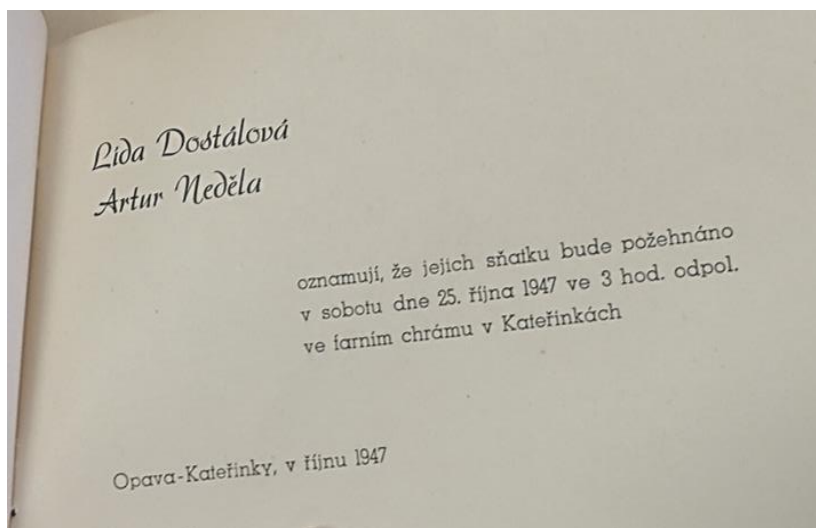 Lida Dostálová
Artur Neděla
oznamují, že jejich sňatku bude požehnáno
v sobotu dne 25. října 1947 ve 3 hod. odpol.
ve farním chrámu v Kateřinkách
Opava-Kateřinky, v říjnu 1947